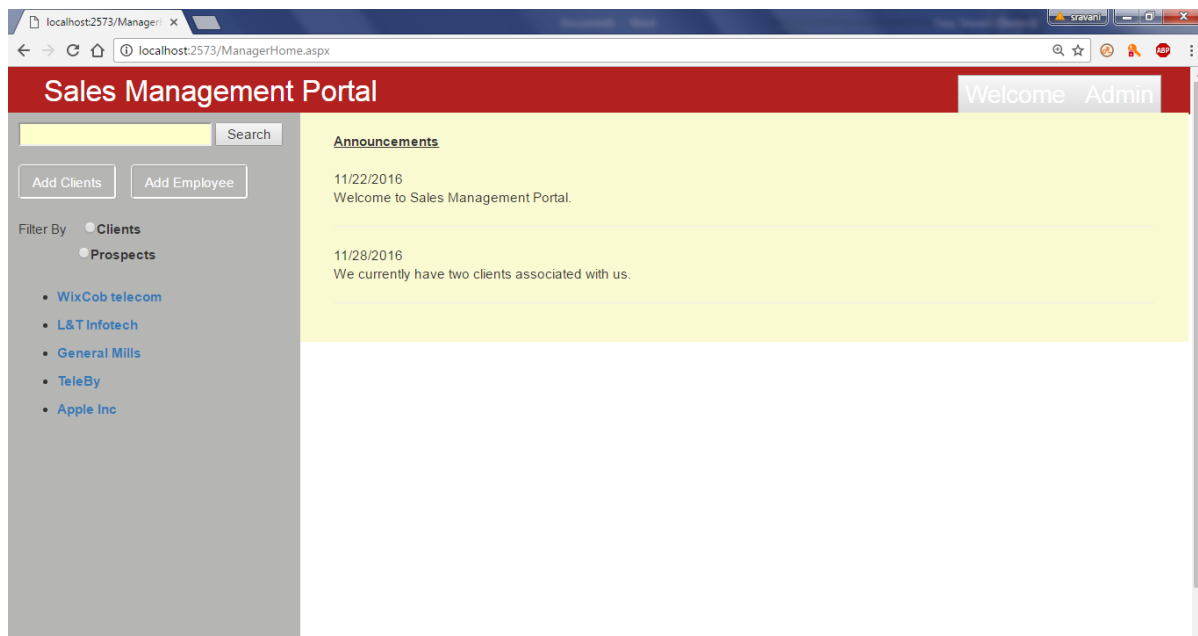 localhost:2573/Manager
sravani
localhost:2573/ManagerHome.aspx
ABP
Sales Management Portal
Welcome Admin
Search
Add Clients Add Employee
Filter By Clients
Prospects
WixCob telecom
L&T Infotech
General Mills
TeleBy
Apple Inc
Announcements
11/22/2016
Welcome to Sales Management Portal.
11/28/2016
We currently have two clients associated with us.